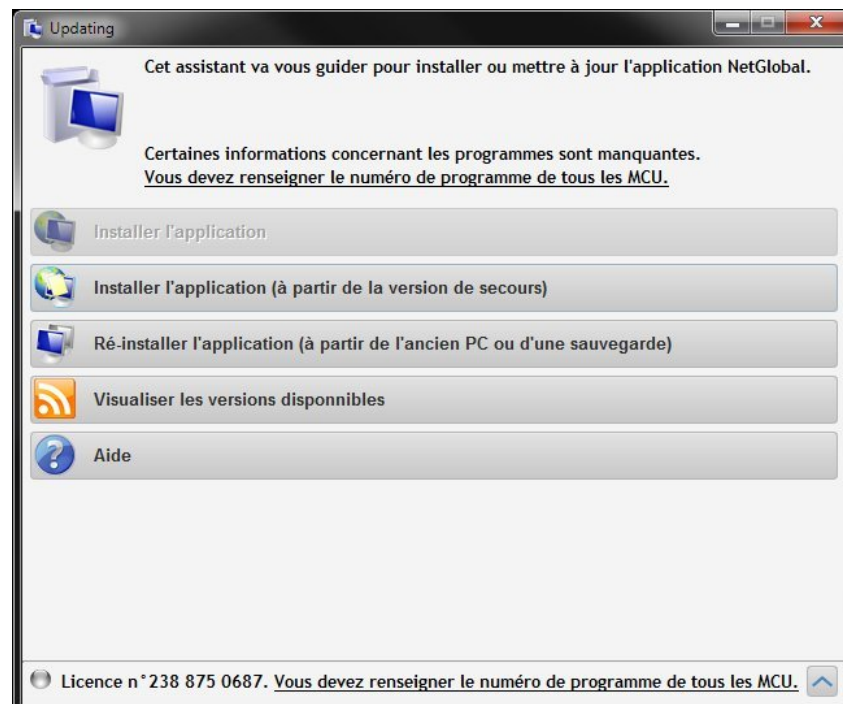 Updating
Cet assistant va vous guider pour installer ou mettre à jour l'application NetGlobal.
Certaines informations concernant les programmes sont manquantes.
Vous devez renseigner le numéro de programme de tous les MCU.
Installer l'application
Installer l'application (à partir de la version de secours)
Ré-installer l'application (à partir de l'ancien PC ou d'une sauvegarde)
Visualiser les versions disponnibles
Aide
Licence n°238 875 0687. Vous devez renseigner le numéro de programme de tous les MCU.